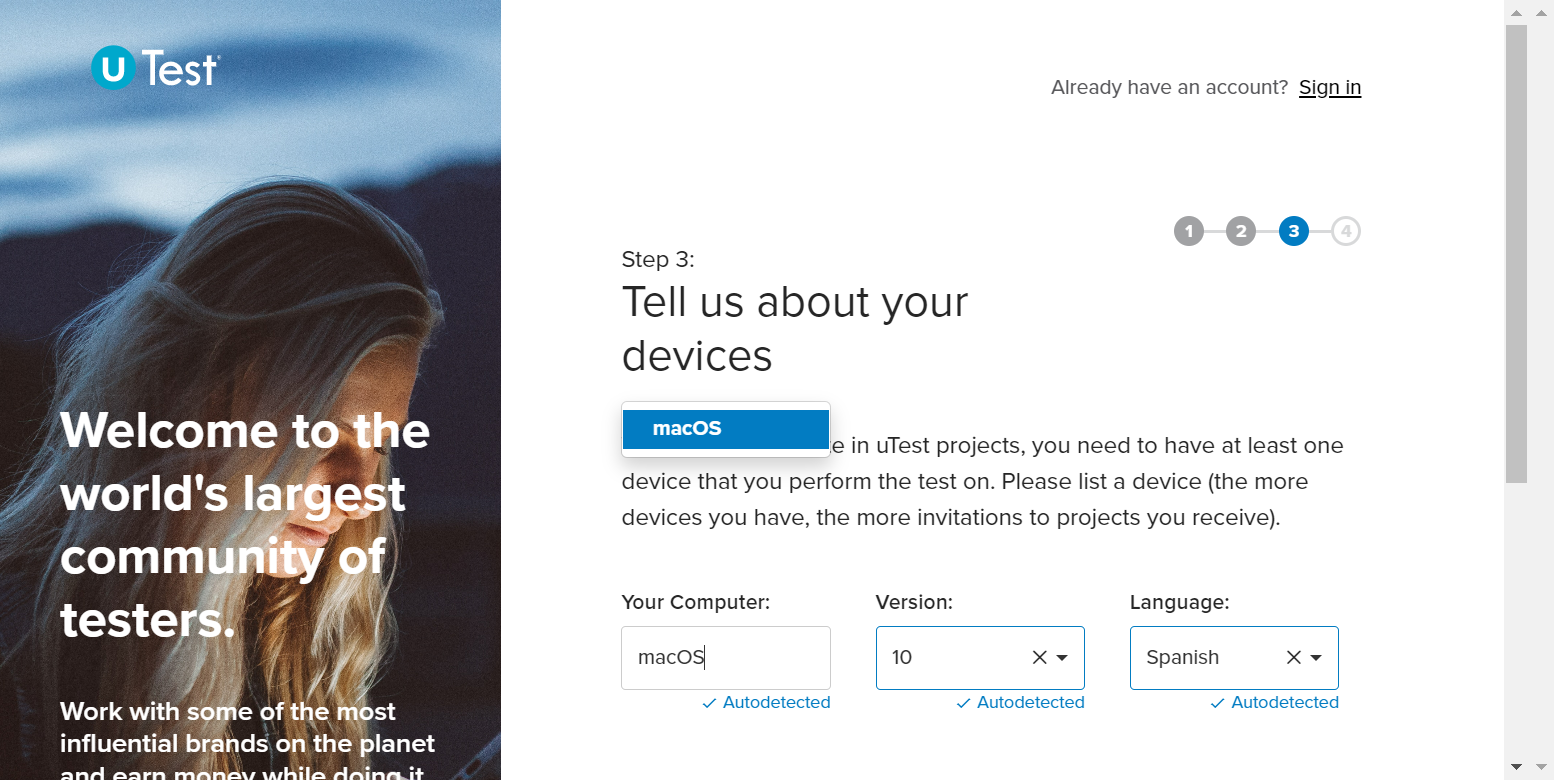 u Test
Welcome to the
world's largest
community of
testers.
Work with some of the most
influential brands on the planet
and earn money while doing it
Already have an account? Sign in
1 2 3 4
Step 3:
Tell us about your
devices
macOS
in uTest projects, you need to have at least one
device that you perform the test on. Please list a device (the more
devices you have, the more invitations to projects you receive).
Your Computer: Version: Language:
macOS 10 Spanish
Autodetected Autodetected Autodetected